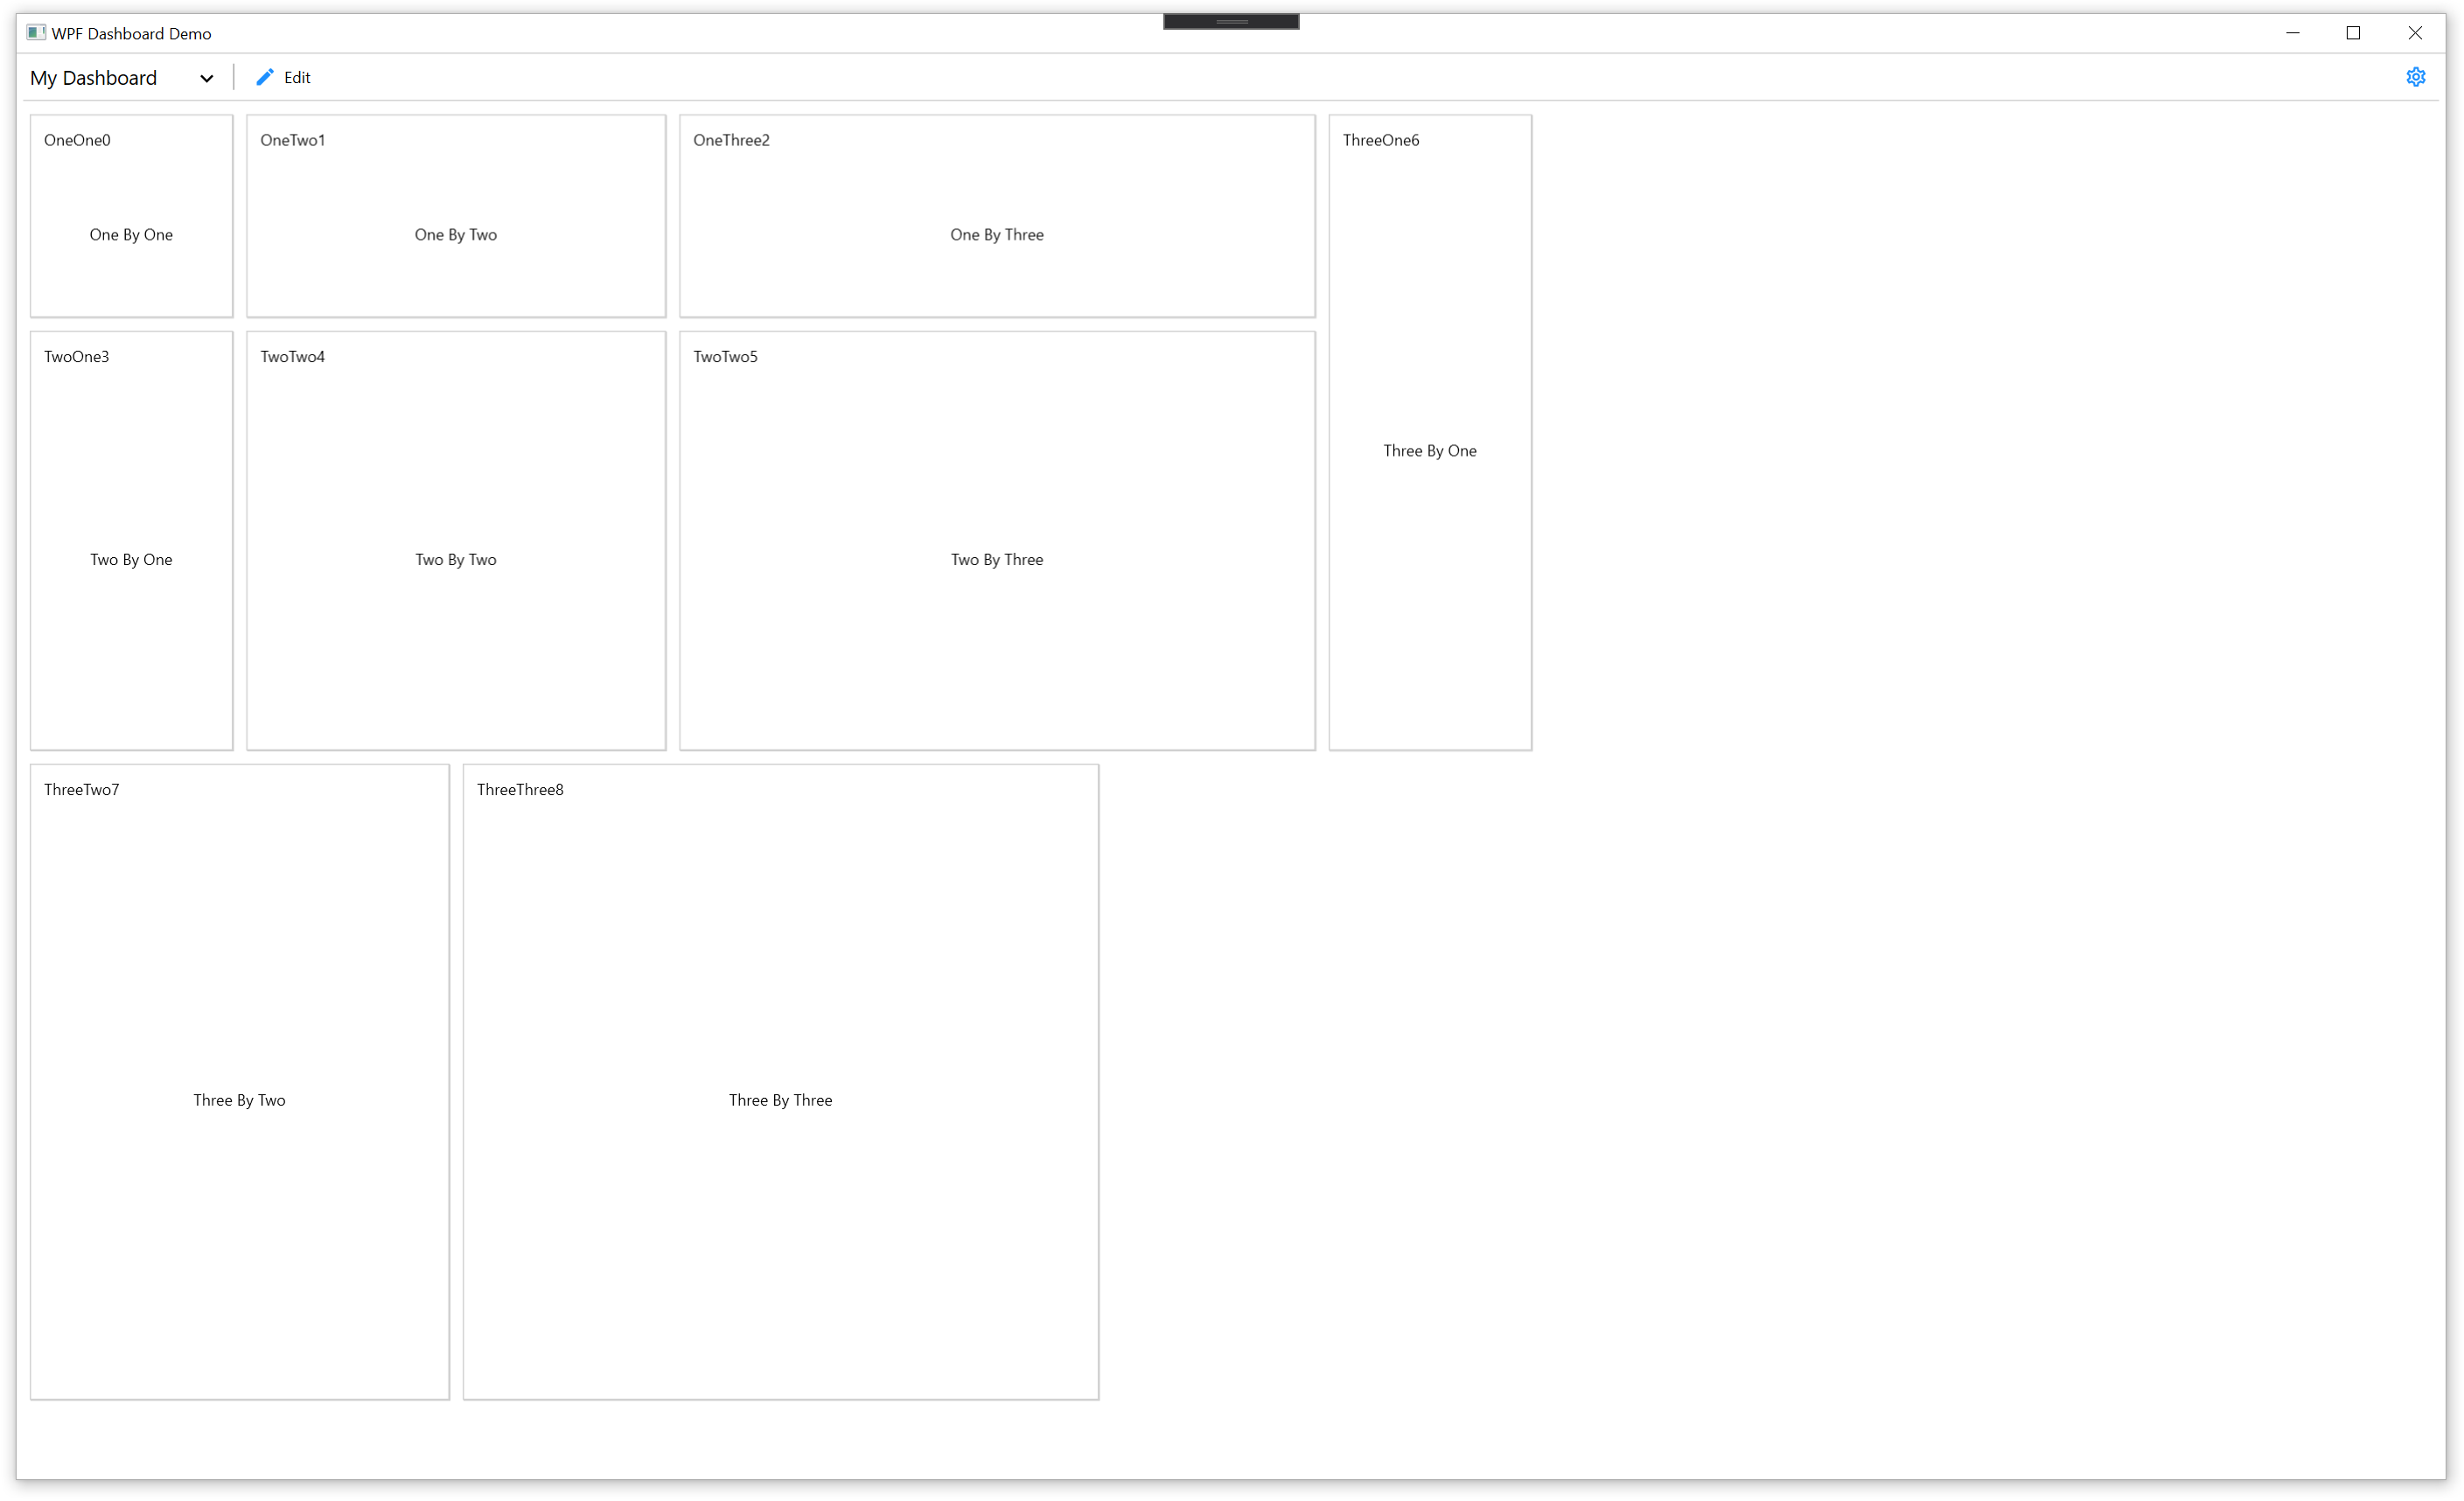 WPF Dashboard Demo
My Dashboard
Edit
OneOne0
One By One
OneTwo1
One By Two
OneThree2
One By Three
ThreeOne6
Three By One
TwoOne3
Two By One
TwoTwo4
Two By Two
TwoTwo5
Two By Three
ThreeTwo7
Three By Two
ThreeThree8
Three By Three